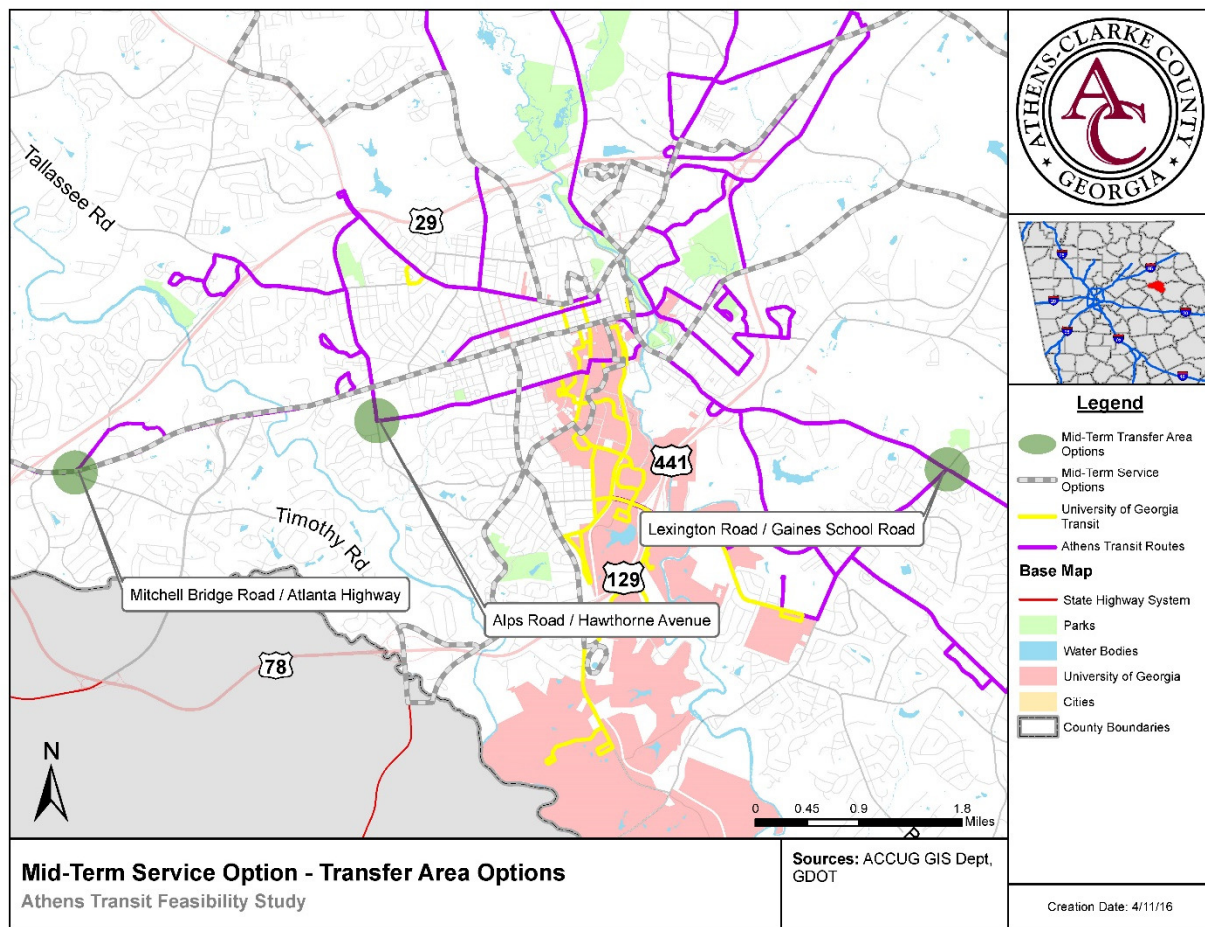 Tallassee Rd
29
441
Lexington Road / Gaines School Road
Timothy Rd
129
Mitchell Bridge Road / Atlanta Highway
Alps Road / Hawthorne Avenue
78
N
0 0.45 0.9 1.8
Miles
ATHENS-CLARKE COUNTY
AC
★ GEORGIA ★
Legend
Mid-Term Transfer Area
Options
Mid-Term Service
Options
University of Georgia
Transit
Athens Transit Routes
Base Map
State Highway System
Parks
Water Bodies
University of Georgia
Cities
County Boundaries
Mid-Term Service Option - Transfer Area Options
Athens Transit Feasibility Study
Sources: ACCUG GIS Dept,
GDOT
Creation Date: 4/11/16